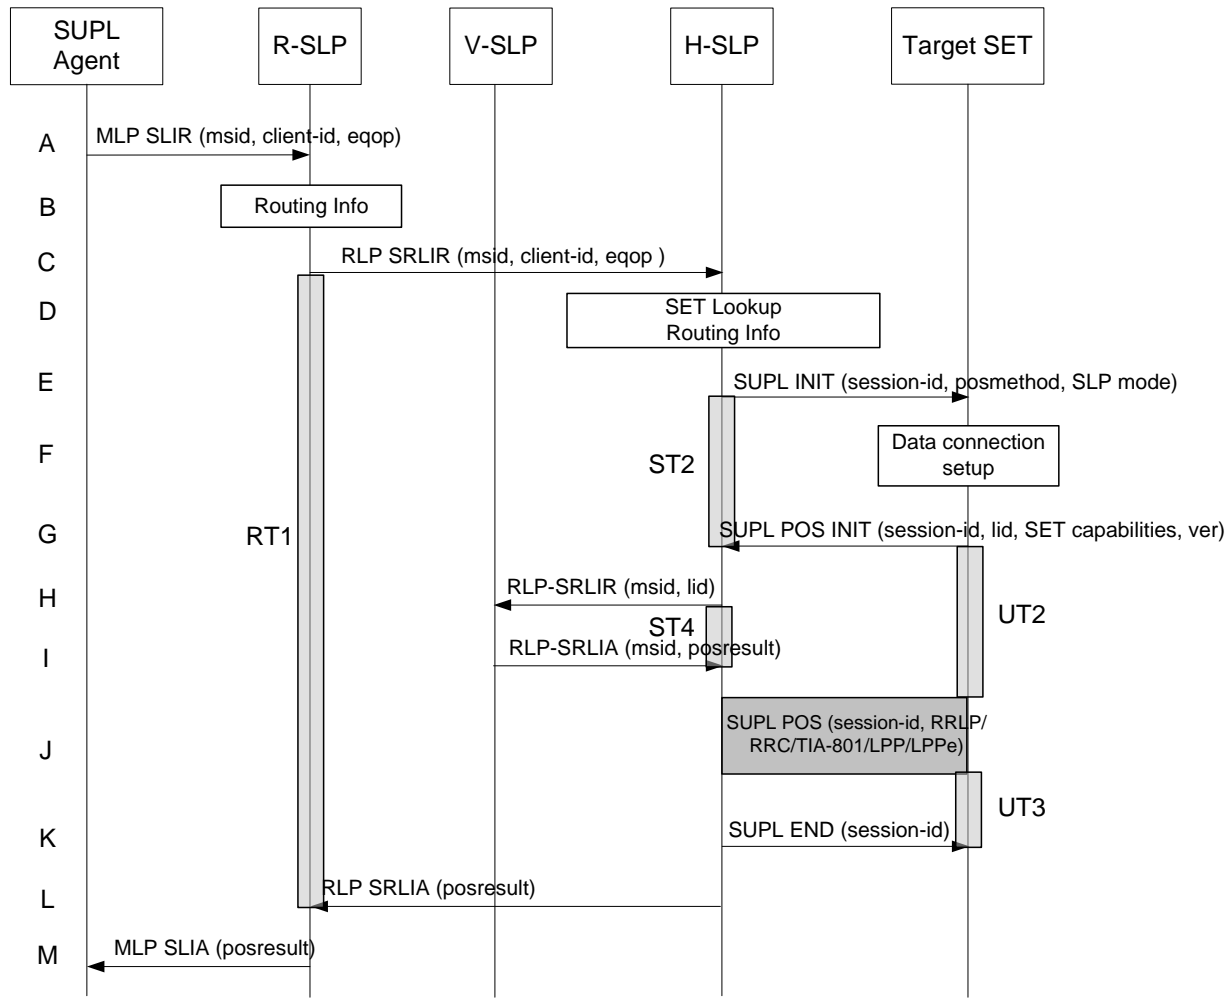 SUPL
Agent
R-SLP
V-SLP
H-SLP
Target SET
A
MLP SLIR (msid, client-id, eqop)
B
Routing Info
C
RLP SRLIR (msid, client-id, eqop )
D
SET Lookup
Routing Info
E
SUPL INIT (session-id, posmethod, SLP mode)
F
ST2
Data connection
setup
G
RT1
SUPL POS INIT (session-id, lid, SET capabilities, ver)
H
RLP-SRLIR (msid, lid)
UT2
ST4
I
RLP-SRLIA (msid, posresult)
J
SUPL POS (session-id, RRLP/
RRC/TIA-801/LPP/LPPe)
UT3
K
SUPL END (session-id)
L
RLP SRLIA (posresult)
M
MLP SLIA (posresult)